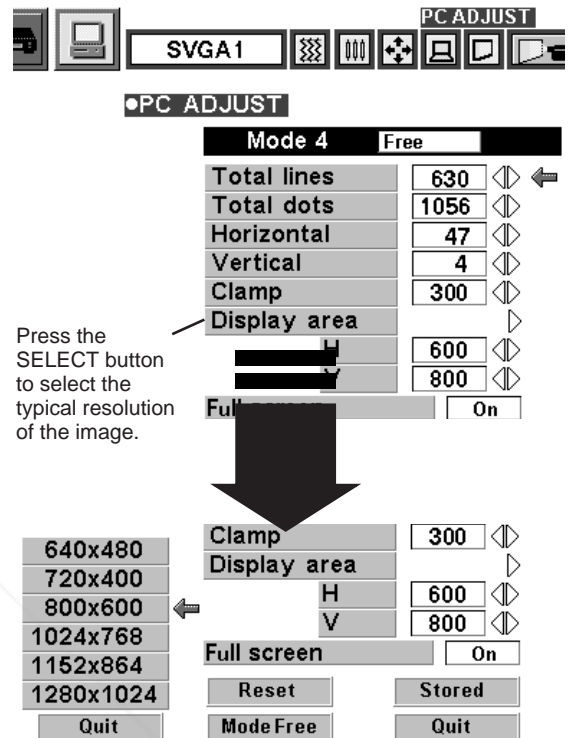 PC ADJUST
SVGA1
●PC ADJUST
Mode 4 Free
Total lines 630
Total dots 1056
Horizontal 47
Vertical 4
Clamp 300
Display area
H 600
800
Full screen On
Press the
SELECT button
to select the
typical resolution
of the image.
Clamp 300
Display area
H 600
V 800
Full screen On
640x480
720x400
800x600
1024x768
1152x864
1280x1024
Quit
Reset Stored
Mode Free Quit